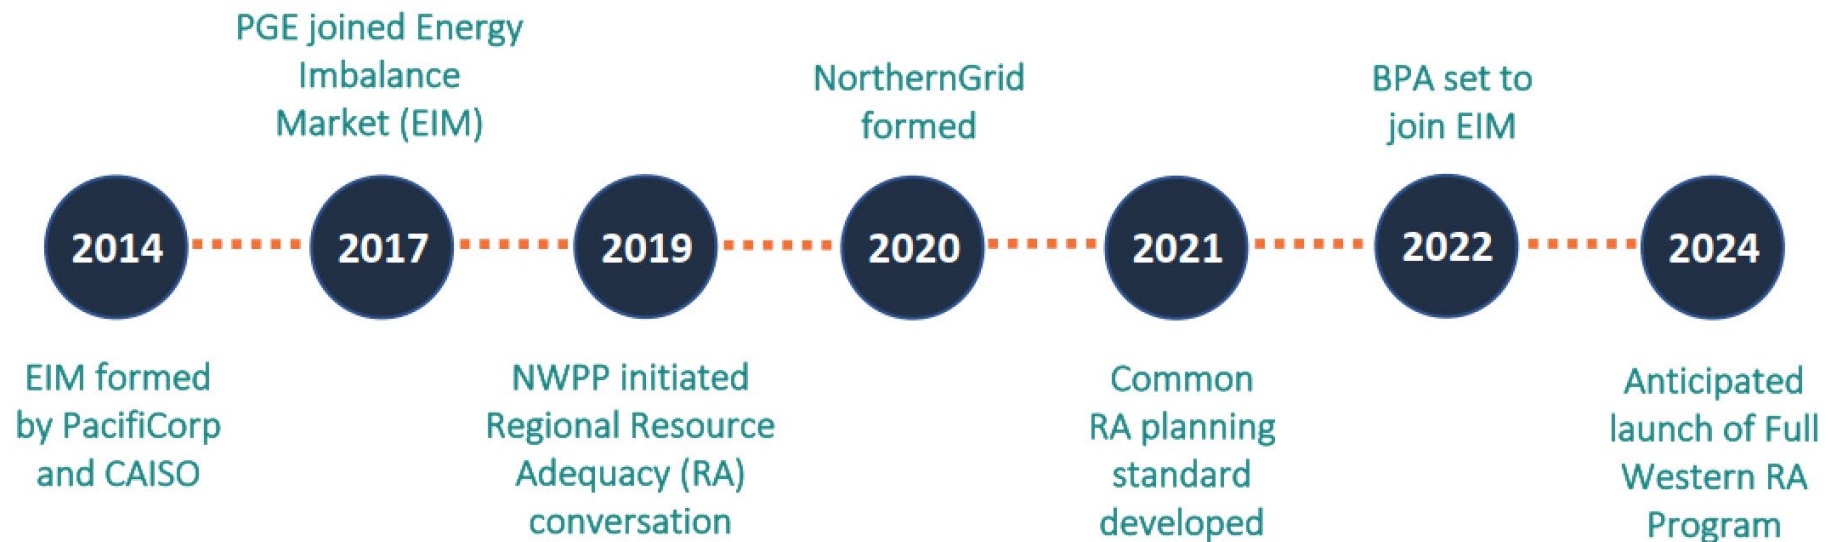 PGE joined Energy
Imbalance
Market (EIM)
NorthernGrid
formed
BPA set to
join EIM
2014
2017
2019
2020
2021
2022
2024
EIM formed
by PacifiCorp
and CAISO
NWPP initiated
Regional Resource
Adequacy (RA)
conversation
Common
RA planning
standard
developed
Anticipated
launch of Full
Western RA
Program